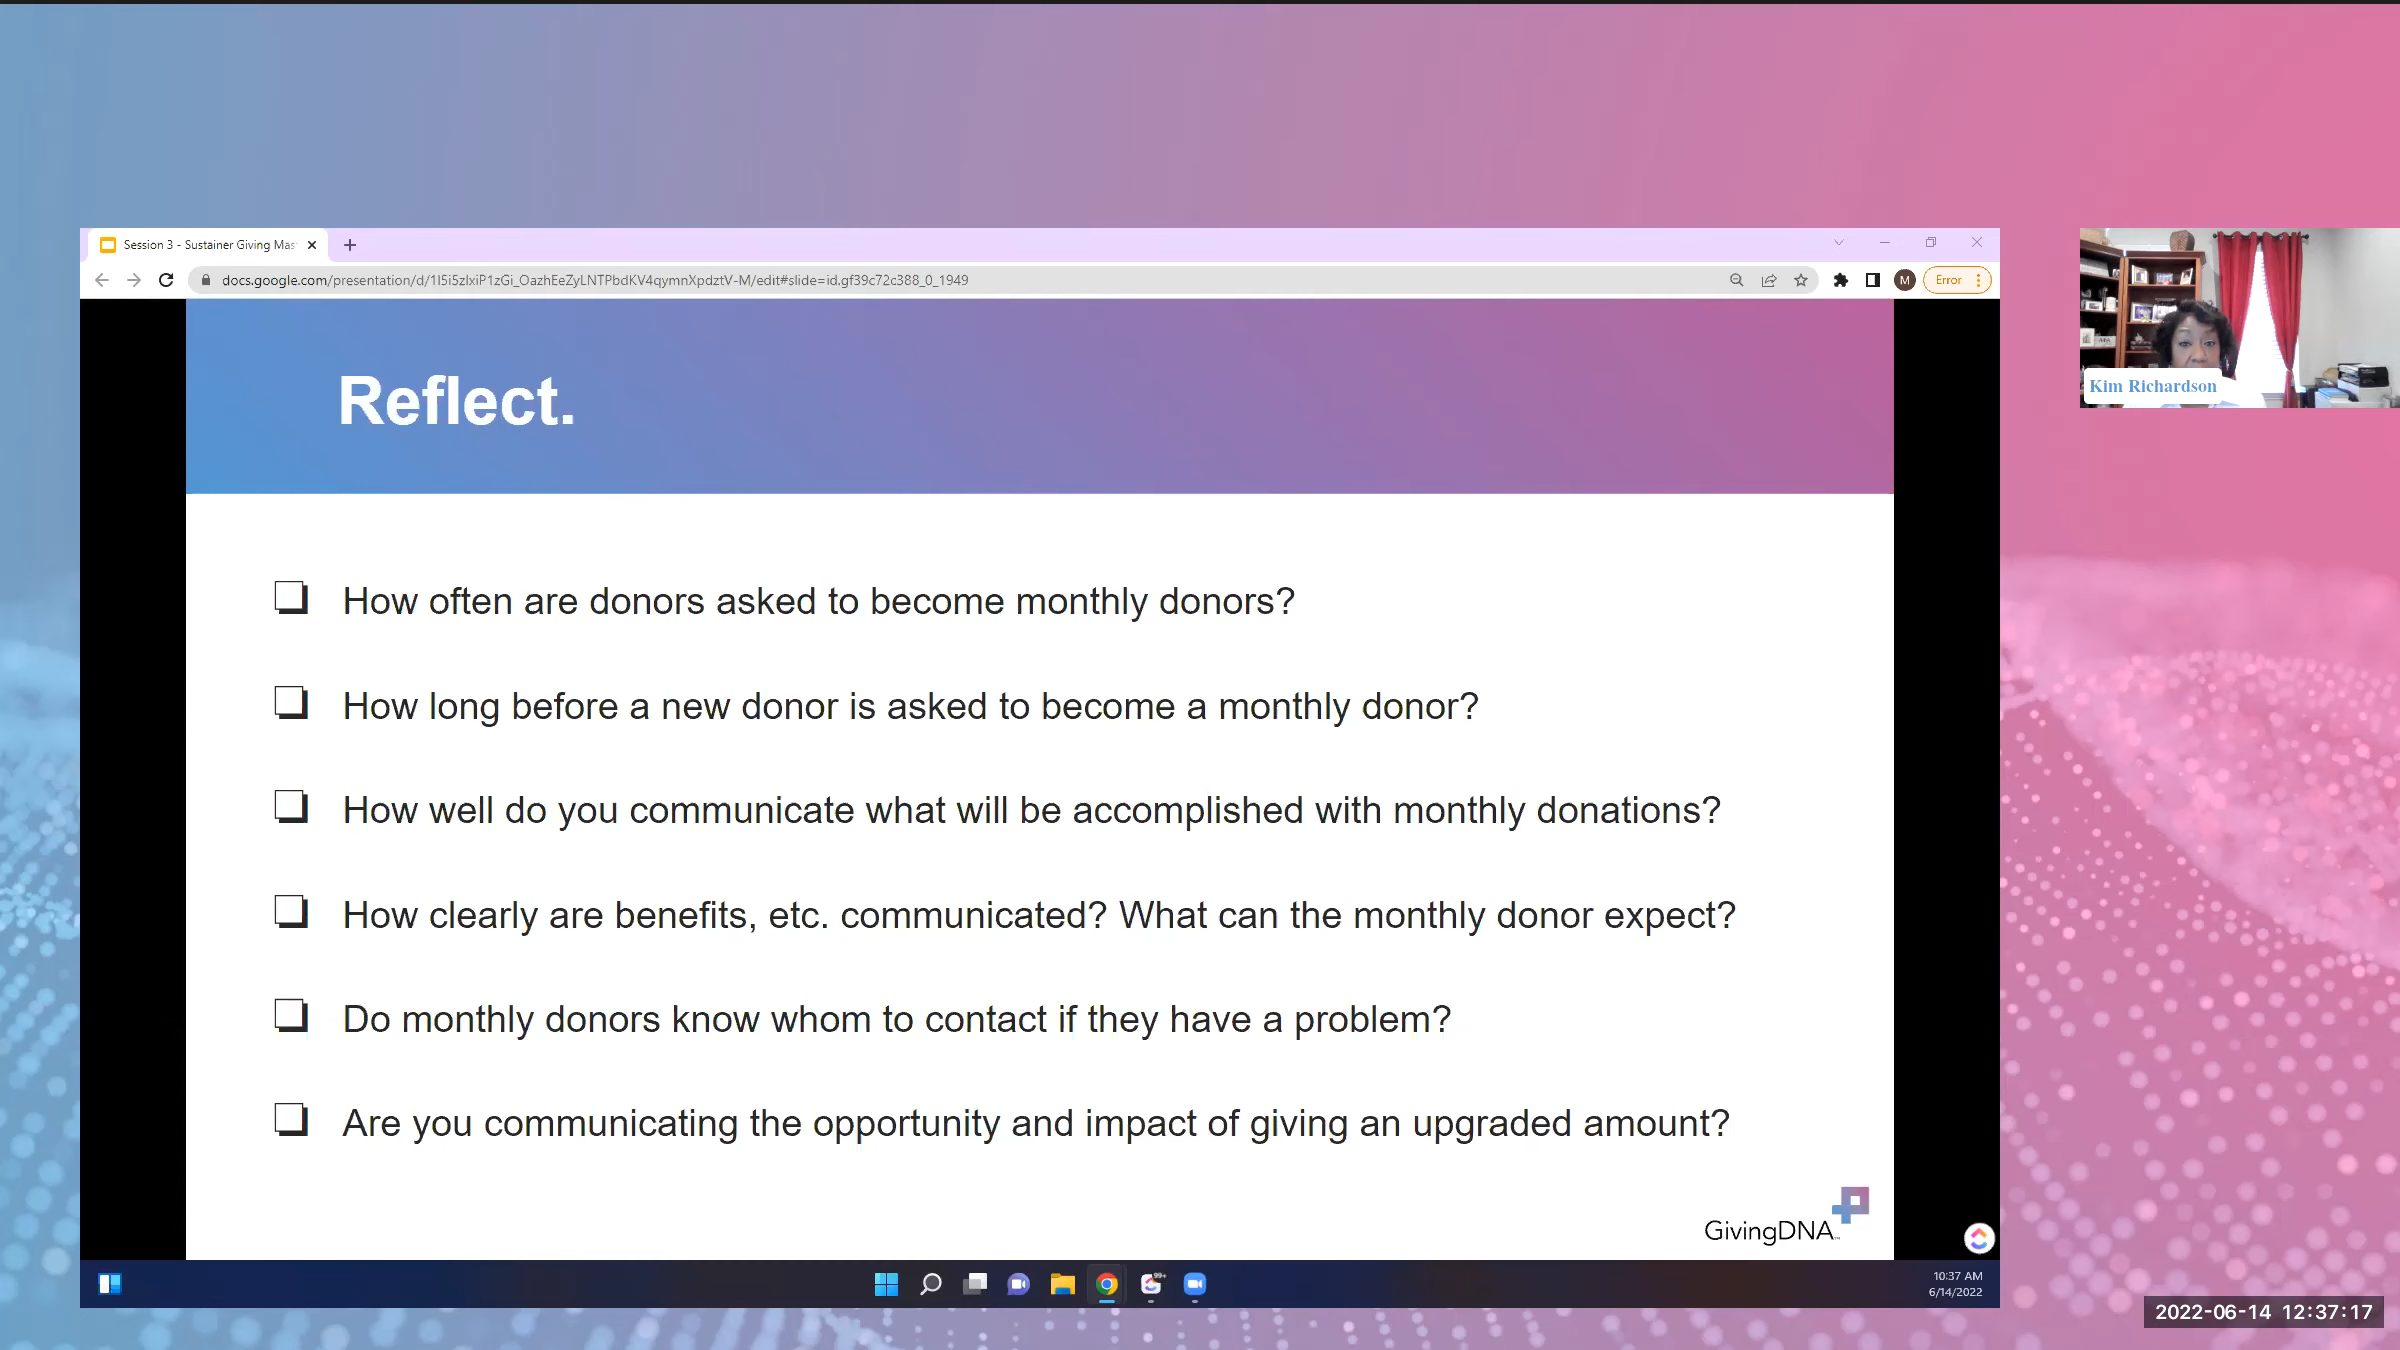 Session 3 - Sustainer Giving Mas
docs.google.com/presentation/d/1I5i5zlxiP1zGi_OazhEeZyLNTPbdKV4qymnXpdztV-M/edit#slide=id.gf39c72c388_0_1949
M
Error
Reflect.
Kim Richardson
How often are donors asked to become monthly donors?
How long before a new donor is asked to become a monthly donor?
How well do you communicate what will be accomplished with monthly donations?
How clearly are benefits, etc. communicated? What can the monthly donor expect?
Do monthly donors know whom to contact if they have a problem?
Are you communicating the opportunity and impact of giving an upgraded amount?
GivingDNA
99+
10:37 AM
6/14/2022
2022-06-14 12:37:17